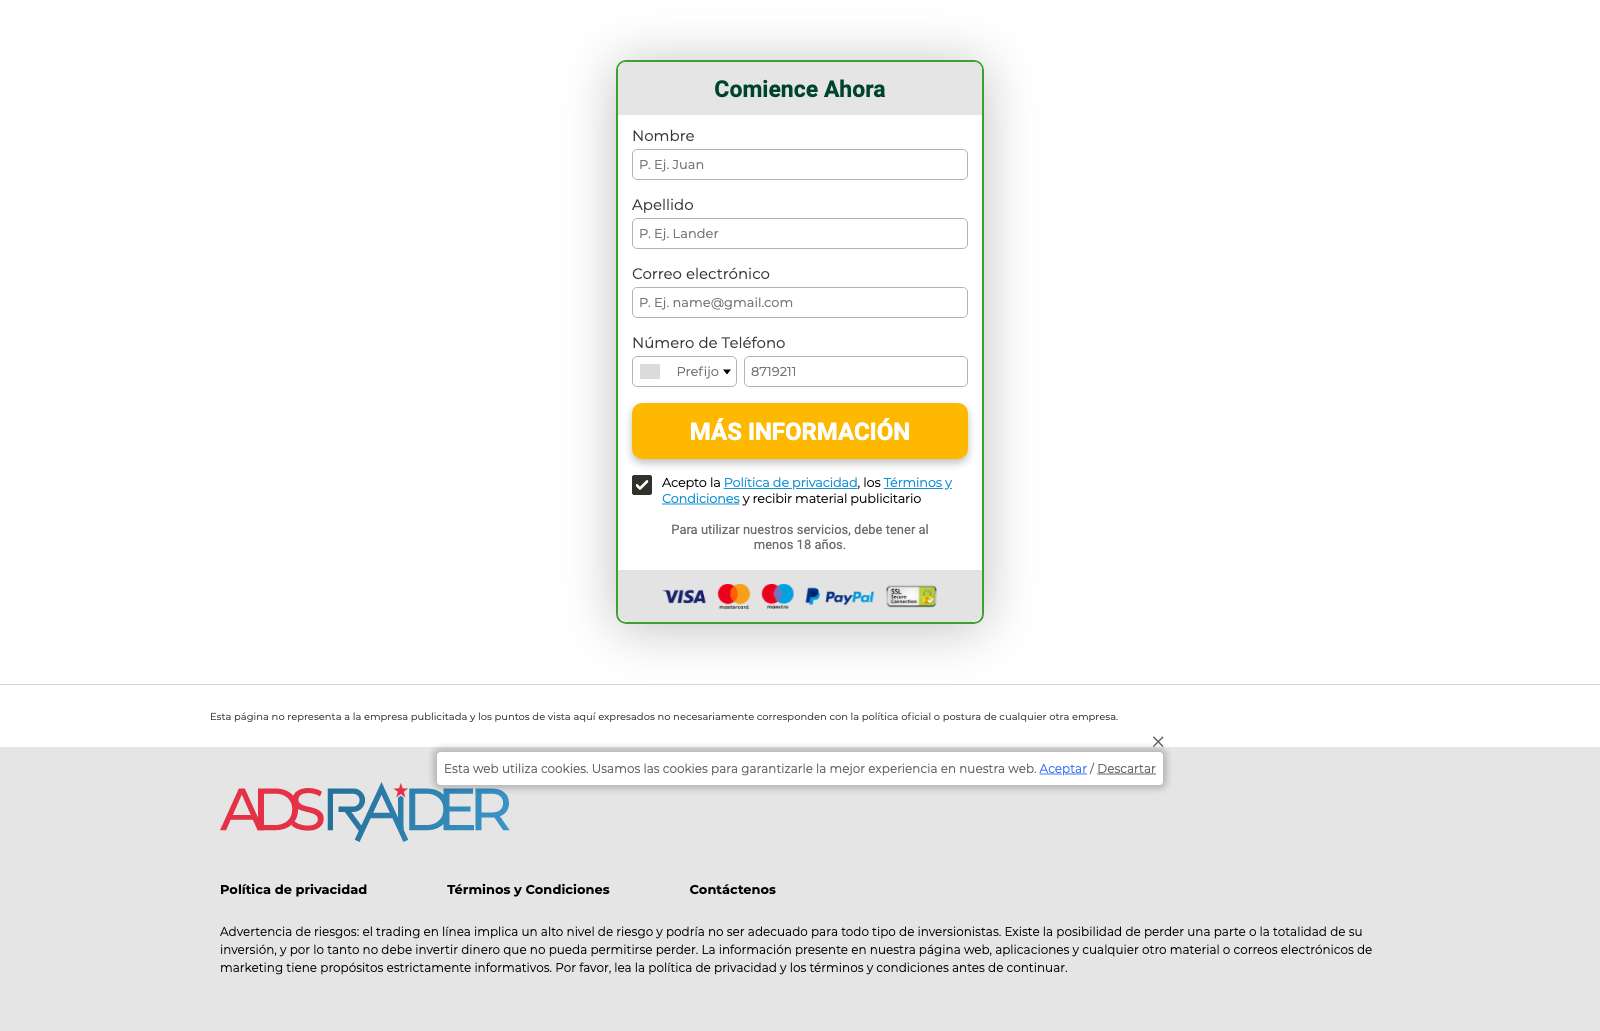 Comience Ahora
Nombre
P. Ej. Juan
Apellido
P. Ej. Lander
Correo electrónico
P. Ej. name@gmail.com
Número de Teléfono
Prefijo 8719211
MÁS INFORMACIÓN
Acepto la Política de privacidad, los Términos y
Condiciones y recibir material publicitario
Para utilizar nuestros servicios, debe tener al
menos 18 años.
VISA mastercard maestro PayPal SSL Secure Connection
Esta página no representa a la empresa publicitada y los puntos de vista aquí expresados no necesariamente corresponden con la política oficial o postura de cualquier otra empresa.
Esta web utiliza cookies. Usamos las cookies para garantizarle la mejor experiencia en nuestra web. Aceptar / Descartar
ADSRAIDER
Política de privacidad Términos y Condiciones Contáctenos
Advertencia de riesgos: el trading en línea implica un alto nivel de riesgo y podría no ser adecuado para todo tipo de inversionistas. Existe la posibilidad de perder una parte o la totalidad de su
inversión, y por lo tanto no debe invertir dinero que no pueda permitirse perder. La información presente en nuestra página web, aplicaciones y cualquier otro material o correos electrónicos de
marketing tiene propósitos estrictamente informativos. Por favor, lea la política de privacidad y los términos y condiciones antes de continuar.